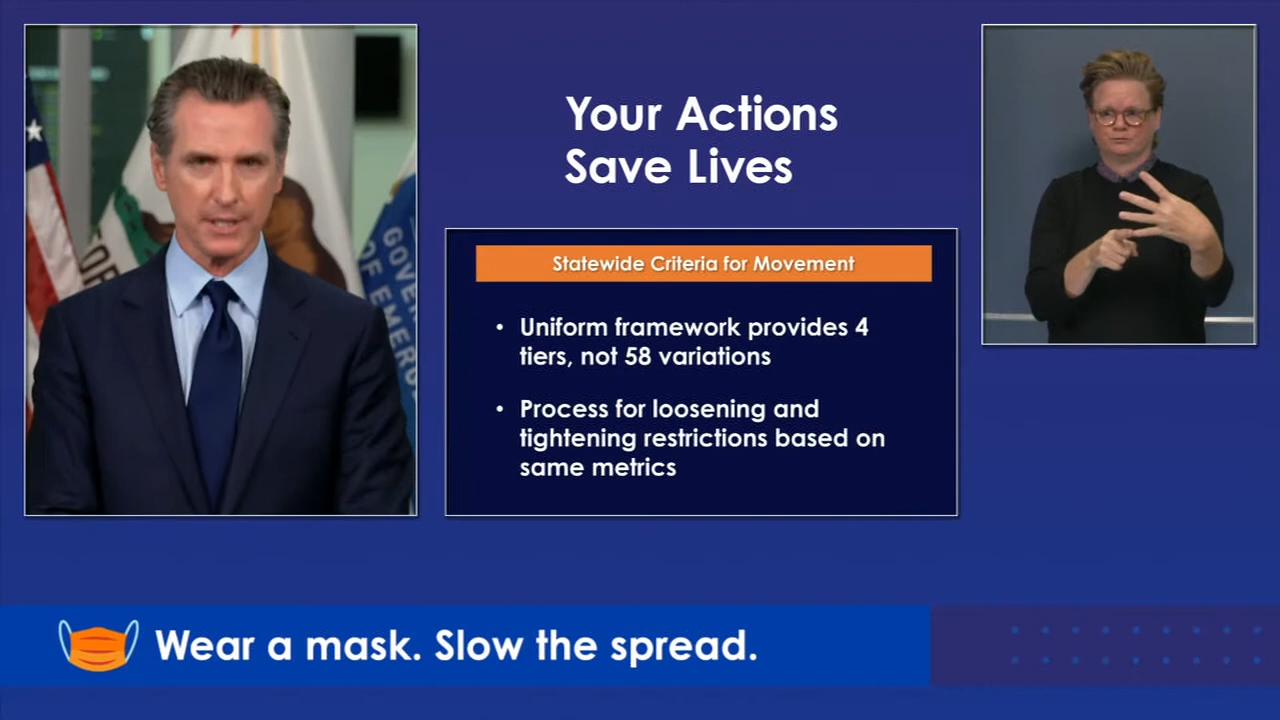 Your Actions
Save Lives
Statewide Criteria for Movement
• Uniform framework provides 4
tiers, not 58 variations
• Process for loosening and
tightening restrictions based on
same metrics
Wear a mask. Slow the spread.